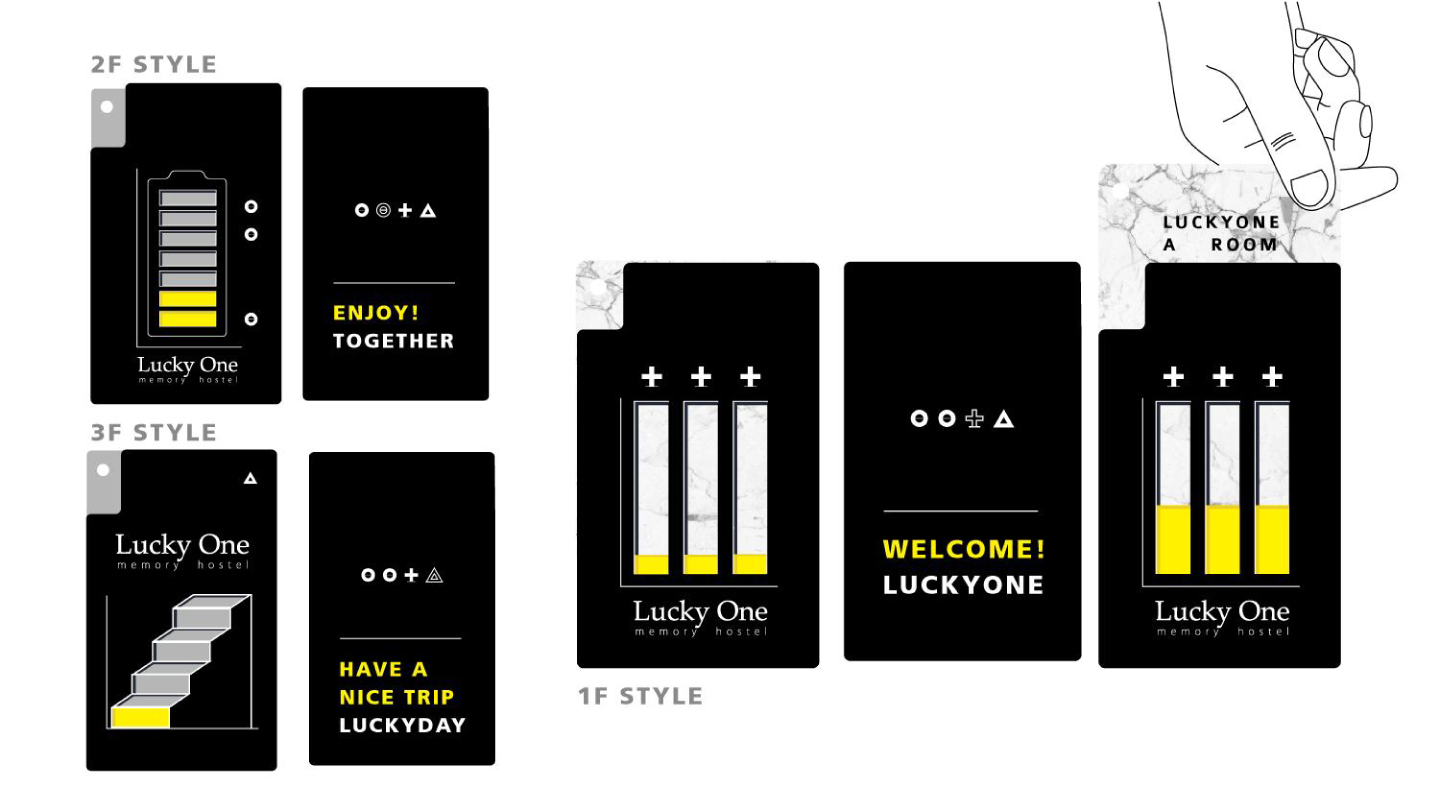 2F STYLE
Lucky One
memory hostel
ENJOY!
TOGETHER
3F STYLE
Lucky One
memory hostel
HAVE A
NICE TRIP
LUCKYDAY
Lucky One
memory hostel
WELCOME!
LUCKYONE
LUCKYONE
A ROOM
Lucky One
memory hostel
1F STYLE